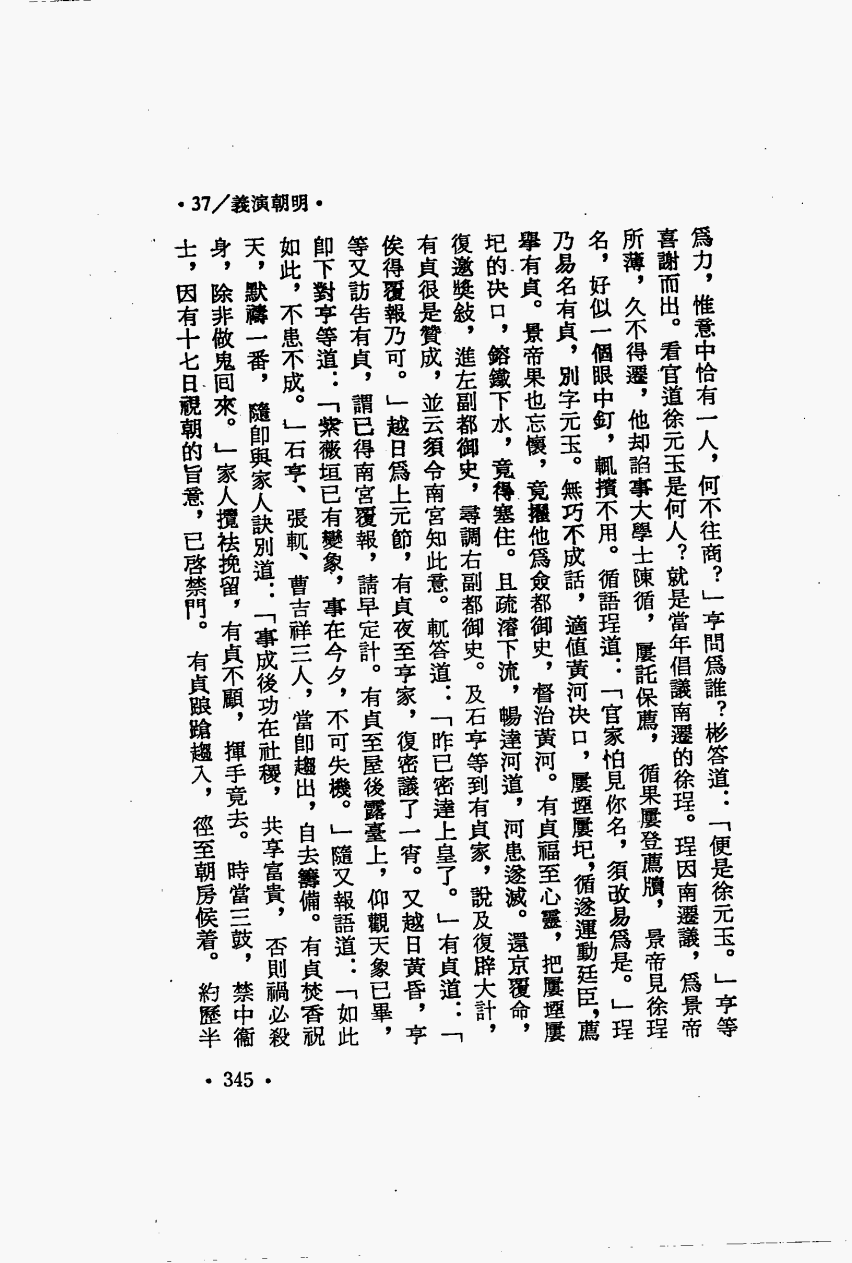 •37／義演朝明•
爲力，惟意中恰有一人，何不往商？」亨問爲誰？彬答道：「便是徐元玉。」亨等
喜謝而出。看官道徐元玉是何人？就是當年倡議南遷的徐珵。珵因南遷議，爲景帝
所薄，久不得遷，他却諂事大學士陳循，屢託保薦，循果屢登薦牘，景帝見徐珵
名，好似一個眼中釘，輒擯不用。循語珵道：「官家怕見你名，須改易爲是。」珵
乃易名有貞，別字元玉。無巧不成話，適値黃河決口，屢堙屢圮，循遂運動廷臣，薦
擧有貞。景帝果也忘懷，竟擢他爲僉都御史，督治黃河。有貞福至心靈，把屢堙屢
圮的決口，鎔鐵下水，竟得塞住。且疏濬下流，暢達河道，河患遂滅。還京覆命，
復邀獎敍，進左副都御史，尋調右副都御史。及石亨等到有貞家，說及復辟大計，
有貞很是贊成，並云須令南宮知此意。軏答道：「昨已密達上皇了。」有貞道：「
俟得覆報乃可。」越日爲上元節，有貞夜至亨家，復密議了一宵。又越日黃昏，亨
等又訪吿有貞，謂已得南宮覆報，請早定計。有貞至屋後露臺上，仰觀天象已畢，
卽下對亨等道：「紫薇垣已有變象，事在今夕，不可失機。」隨又報語道：「如此
如此，不患不成。」石亨、張軏、曹吉祥三人，當卽趨出，自去籌備。有貞焚香祝
天，默禱一番，隨卽與家人訣別道：「事成後功在社稷，共享富貴，否則禍必殺
身，除非做鬼回來。」家人攬袪挽留，有貞不顧，揮手竟去。時當三鼓，禁中衞
士，因有十七日視朝的旨意，已啓禁門。有貞踉蹌趨入，徑至朝房候着。約歷半
•345•